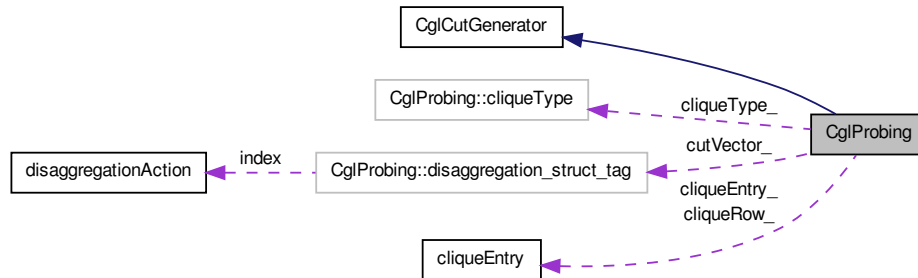 CglCutGenerator
CglProbing::cliqueType
cliqueType_
CglProbing
cutVector_
index
disaggregationAction
CglProbing::disaggregation_struct_tag
cliqueEntry_
cliqueRow_
cliqueEntry